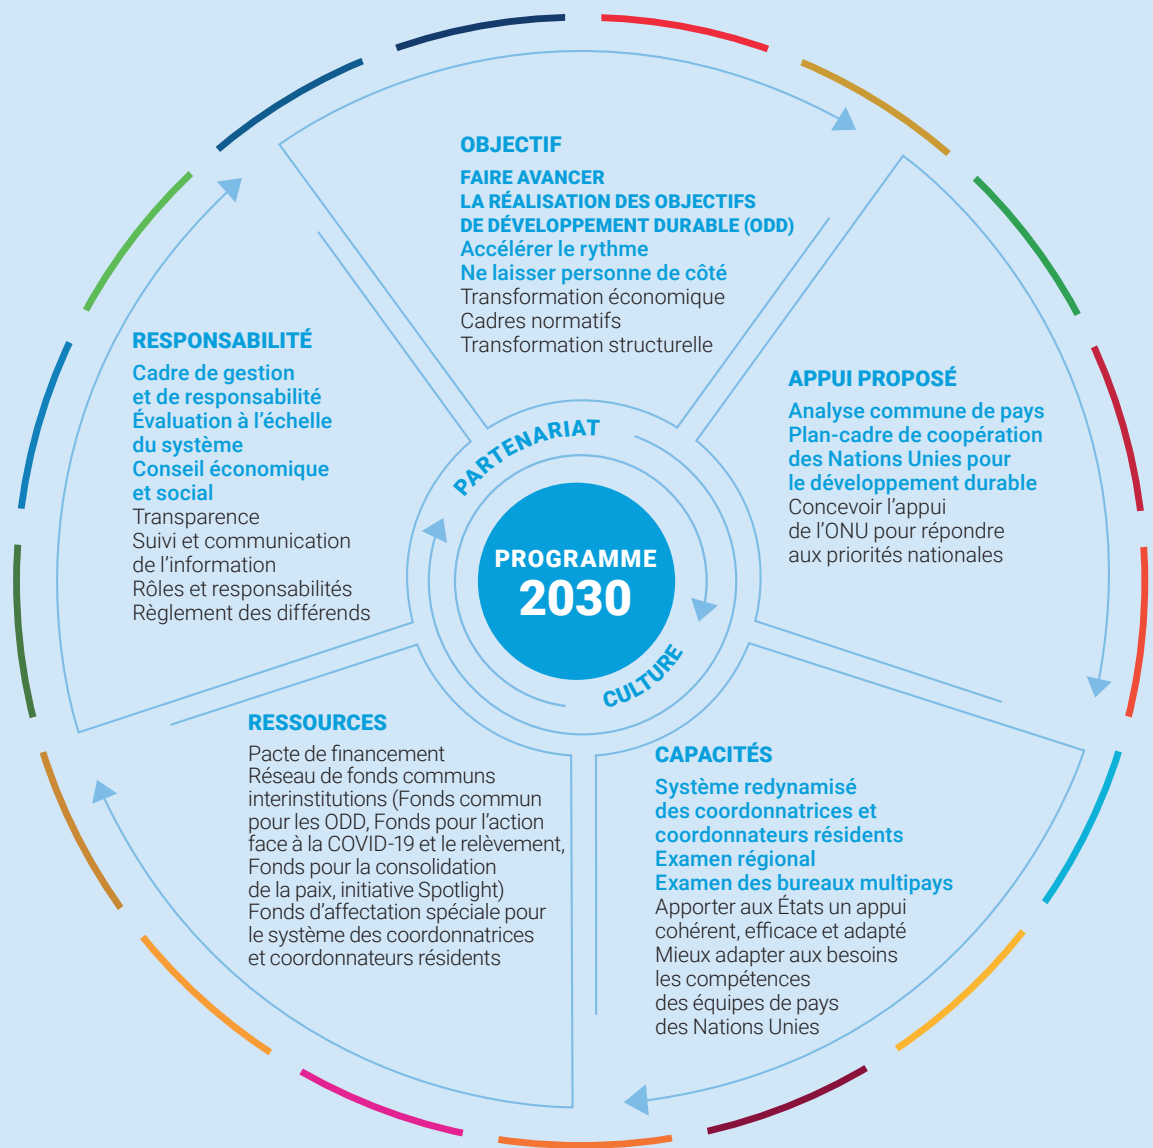 OBJECTIF
FAIRE AVANCER
LA RÉALISATION DES OBJECTIFS
DE DÉVELOPPEMENT DURABLE (ODD)
Accélérer le rythme
Ne laisser personne de côté
Transformation économique
Cadres normatifs
Transformation structurelle
APPUI PROPOSÉ
Analyse commune de pays
Plan-cadre de coopération
des Nations Unies pour
le développement durable
Concevoir l’appui
de l’ONU pour répondre
aux priorités nationales
CAPACITÉS
Système redynamisé
des coordonnatrices et
coordonnateurs résidents
Examen régional
Examen des bureaux multipays
Apporter aux États un appui
cohérent, efficace et adapté
Mieux adapter aux besoins
les compétences
des équipes de pays
des Nations Unies
RESSOURCES
Pacte de financement
Réseau de fonds communs
interinstitutions (Fonds commun
pour les ODD, Fonds pour l’action
face à la COVID-19 et le relèvement,
Fonds pour la consolidation
de la paix, initiative Spotlight)
Fonds d’affectation spéciale pour
le système des coordonnatrices
et coordonnateurs résidents
RESPONSABILITÉ
Cadre de gestion
et de responsabilité
Évaluation à l’échelle
du système
Conseil économique
et social
Transparence
Suivi et communication
de l’information
Rôles et responsabilités
Règlement des différends
PARTENARIAT
PROGRAMME
2030
CULTURE